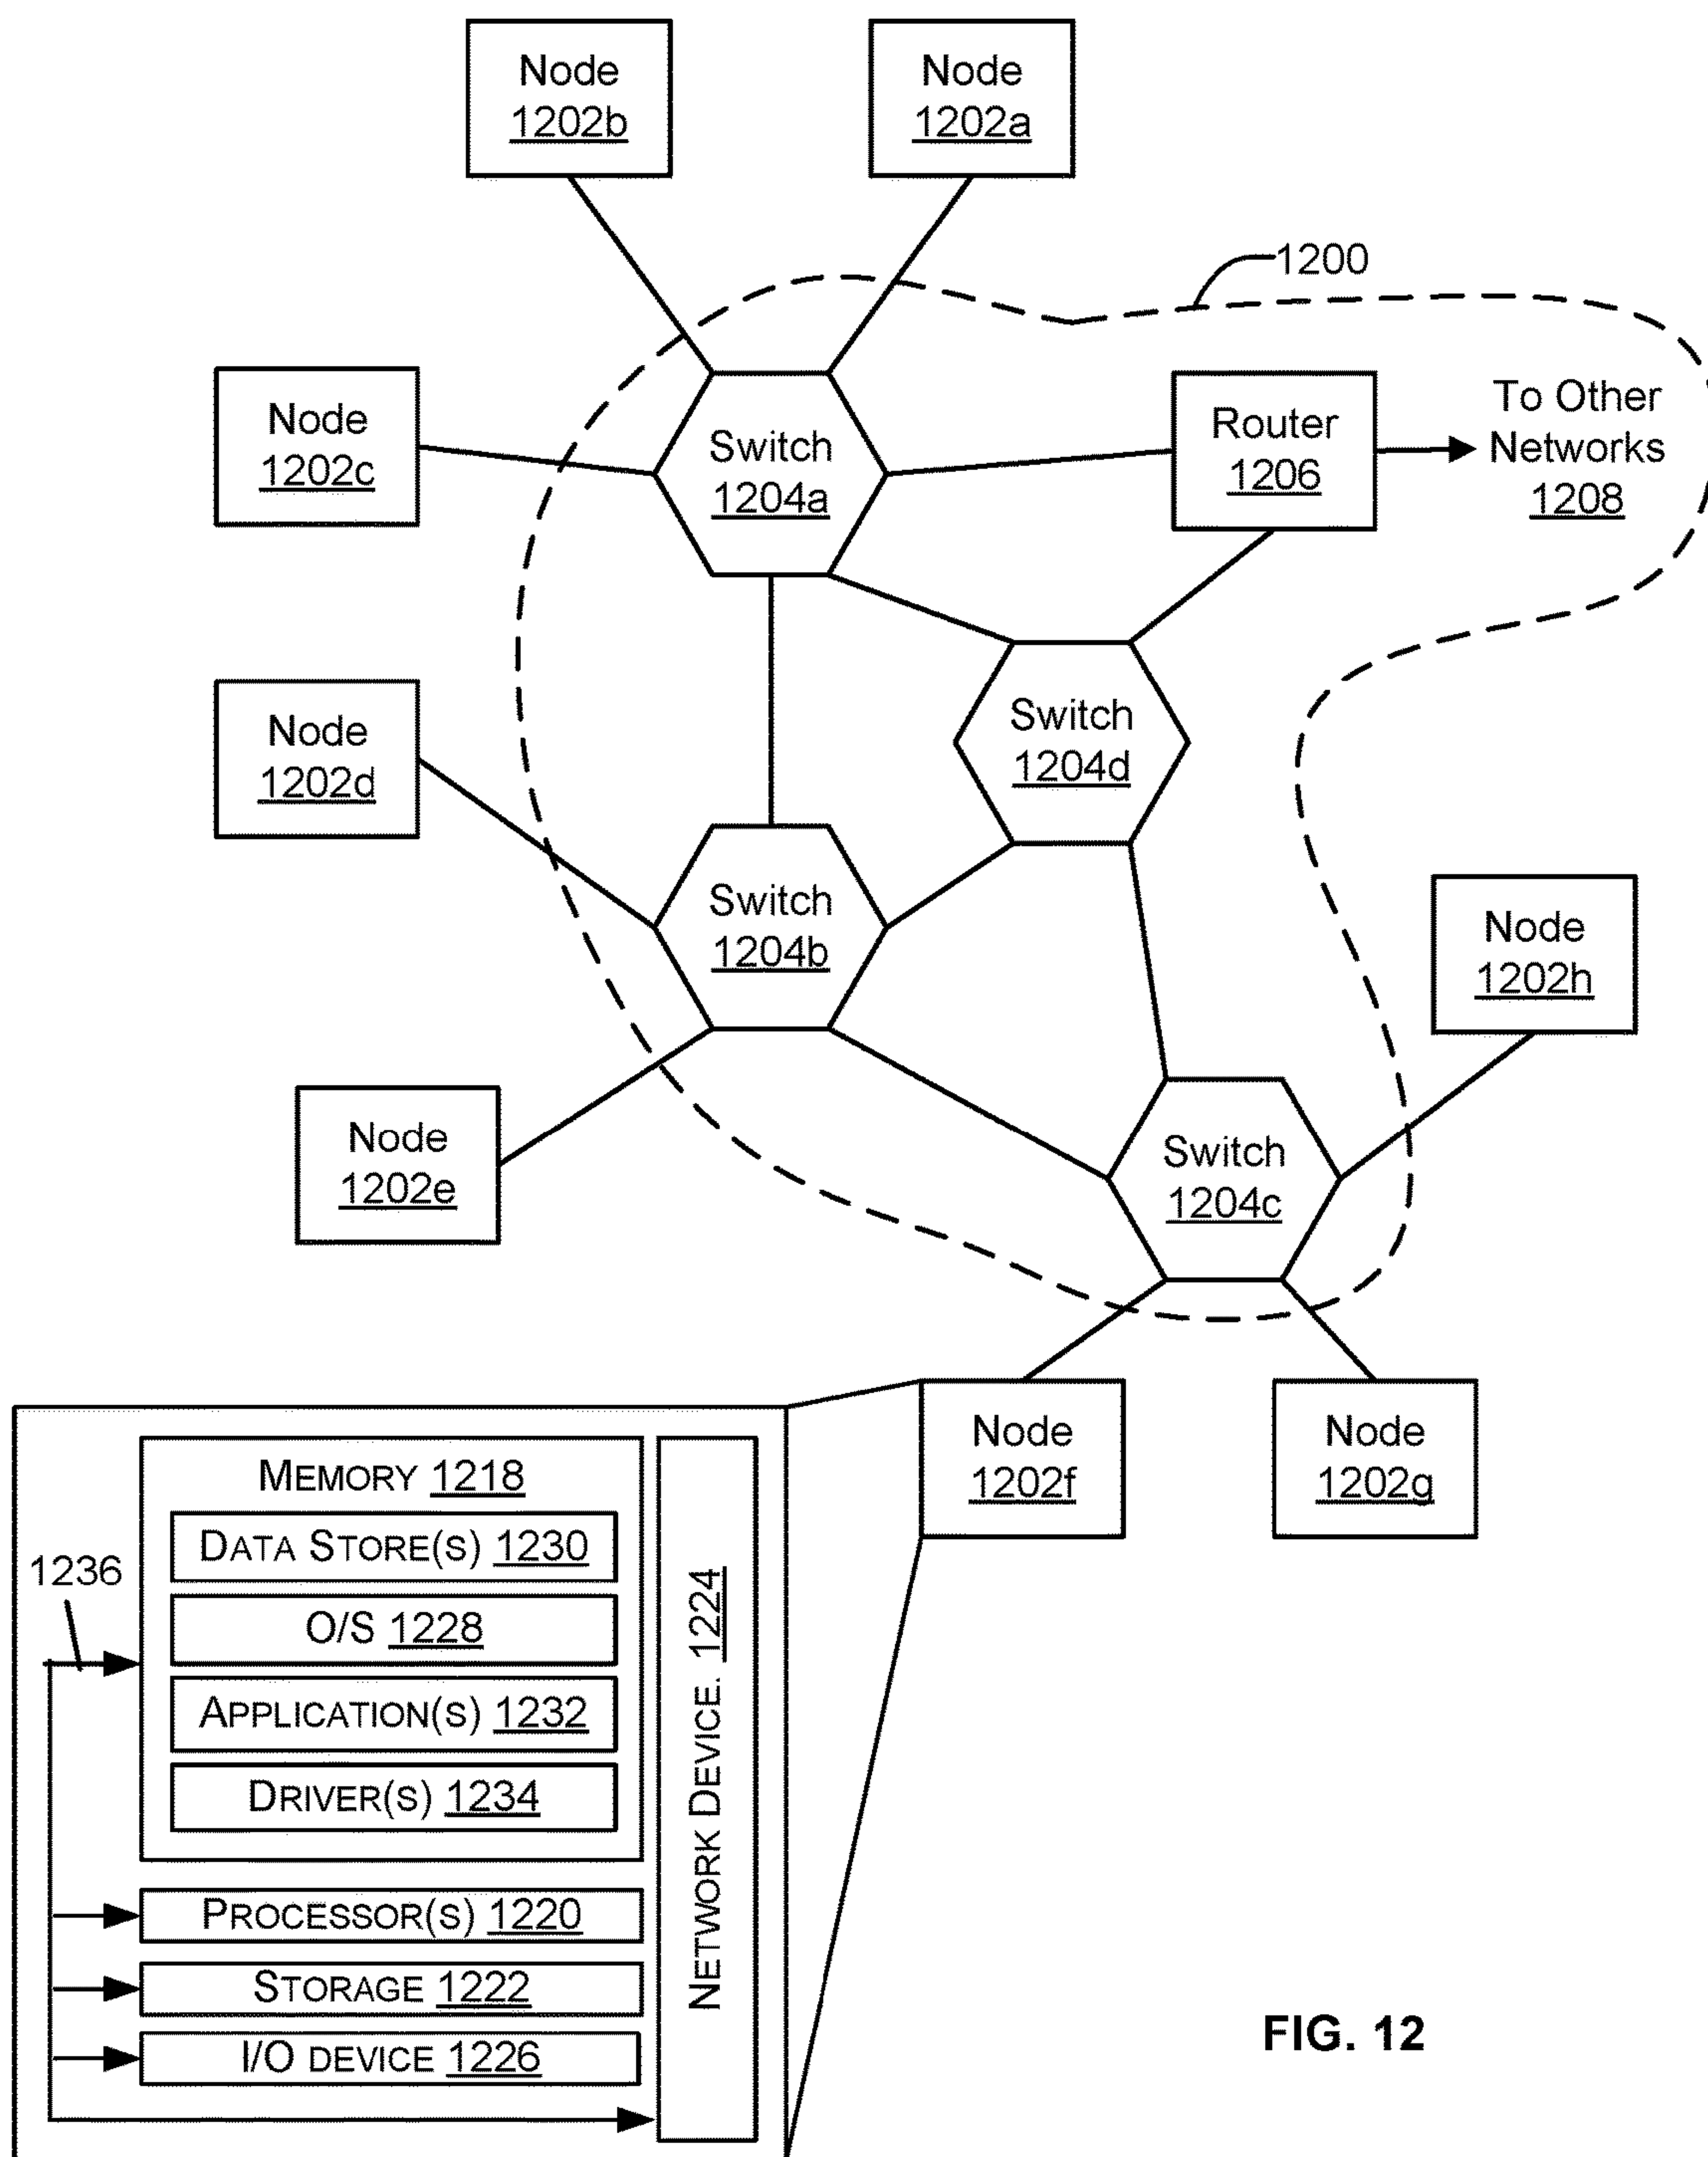 Node
1202b
Node
1202a
1200
Node
1202c
Switch
1204a
Router
1206
To Other
Networks
1208
Node
1202d
Switch
1204d
Switch
1204b
Node
1202h
Node
1202e
Switch
1204c
Node
1202f
Node
1202g
MEMORY 1218
DATA STORE(S) 1230
1236
O/S 1228
APPLICATION(S) 1232
DRIVER(S) 1234
NETWORK DEVICE. 1224
PROCESSOR(S) 1220
STORAGE 1222
I/O DEVICE 1226
FIG. 12